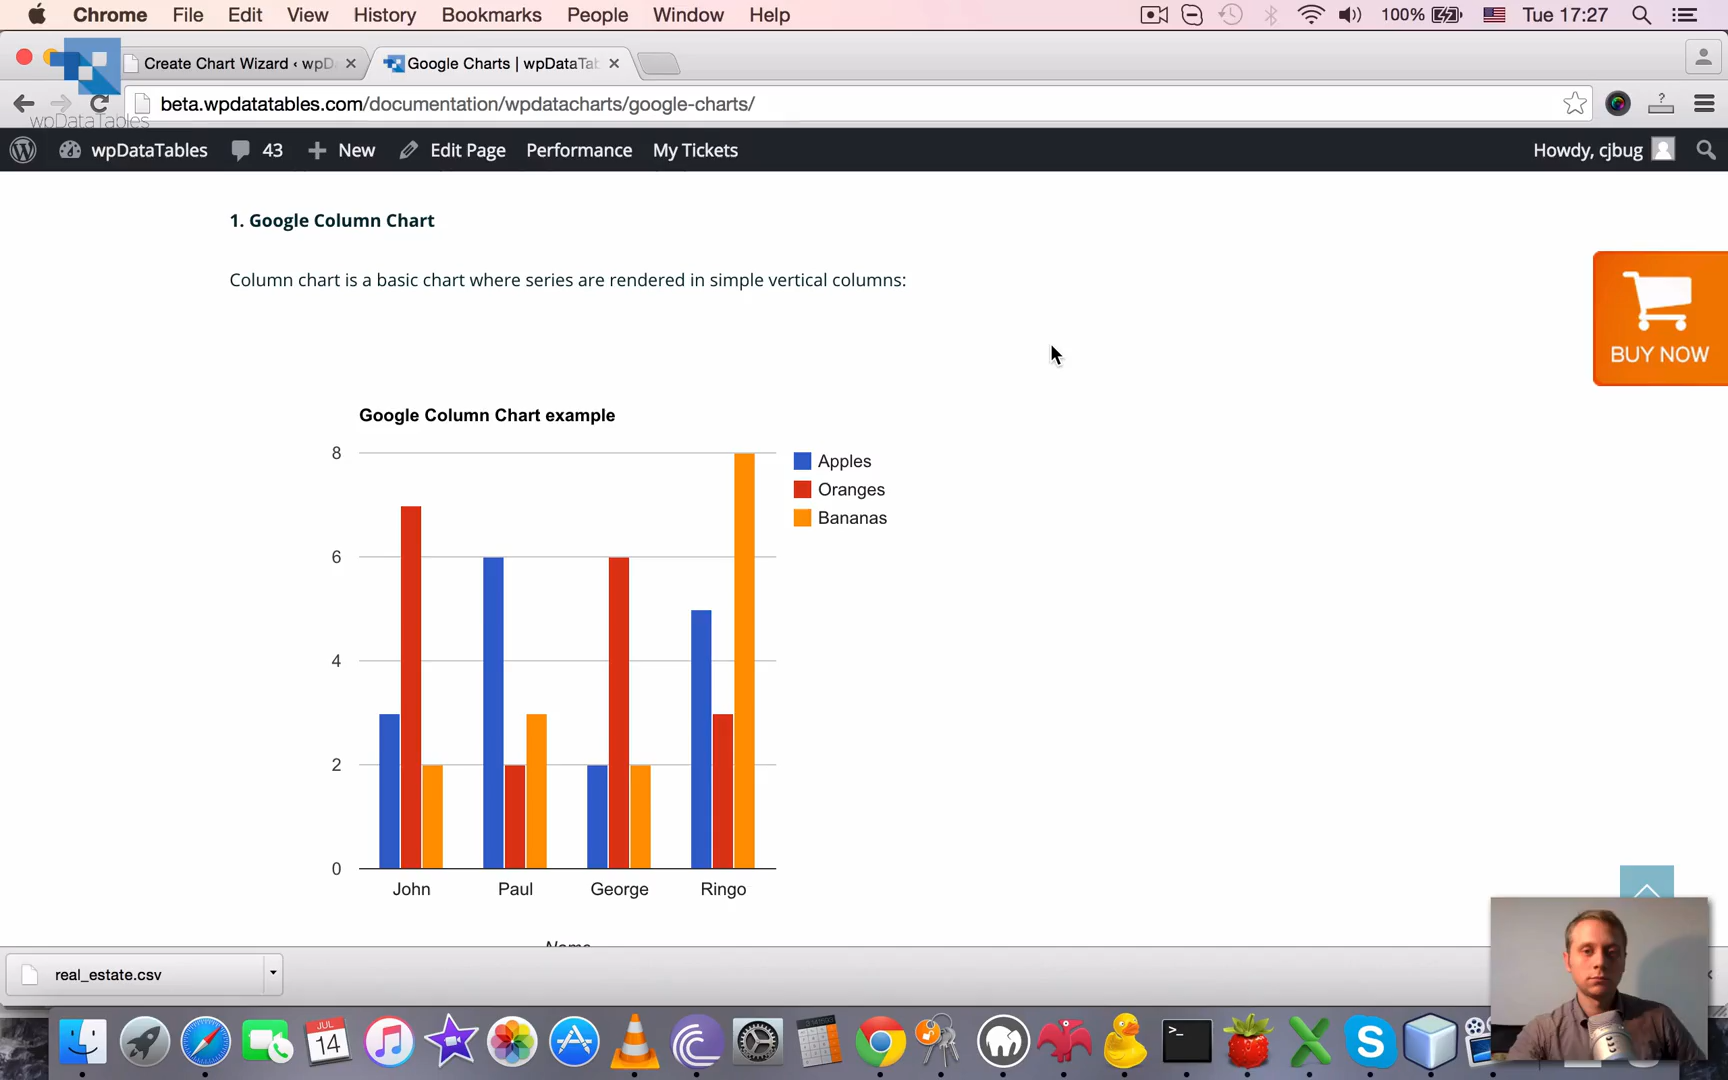 Chrome File Edit View History Bookmarks People Window Help 100% Tue 17:27
Create Chart Wizard ‹ wpD
Google Charts | wpDataTab
beta.wpdatatables.com/documentation/wpdatacharts/google-charts/
wpDataTables
wpDataTables 43 New Edit Page Performance My Tickets Howdy, cjbug
1. Google Column Chart
Column chart is a basic chart where series are rendered in simple vertical columns:
BUY NOW
Google Column Chart example
8
Apples
Oranges
Bananas
6
4
2
0
John Paul George Ringo
Name
real_estate.csv
JUL
14